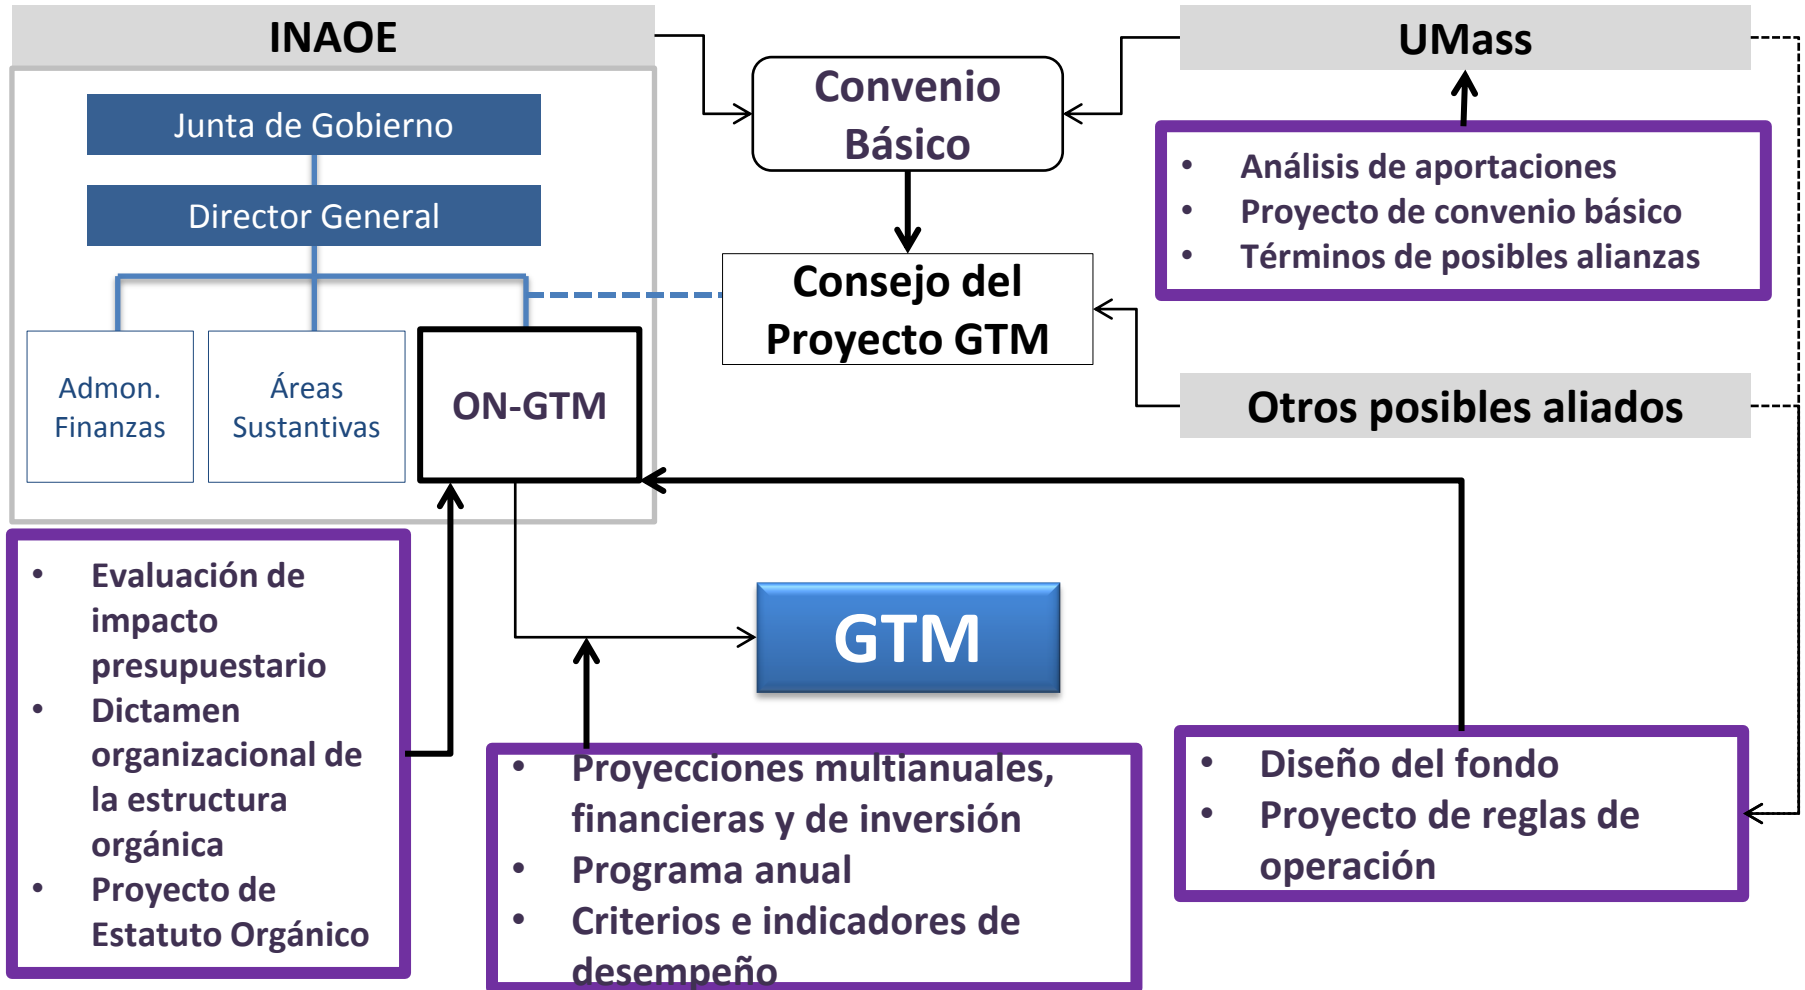 INAOE
Junta de Gobierno
Director General
Admon.
Finanzas
Áreas
Sustantivas
ON-GTM
Convenio
Básico
Consejo del
Proyecto GTM
UMass
• Análisis de aportaciones
• Proyecto de convenio básico
• Términos de posibles alianzas
Otros posibles aliados
• Evaluación de
impacto
presupuestario
• Dictamen
organizacional de
la estructura
orgánica
• Proyecto de
Estatuto Orgánico
GTM
• Proyecciones multianuales,
financieras y de inversión
• Programa anual
• Criterios e indicadores de
desempeño
• Diseño del fondo
• Proyecto de reglas de
operación